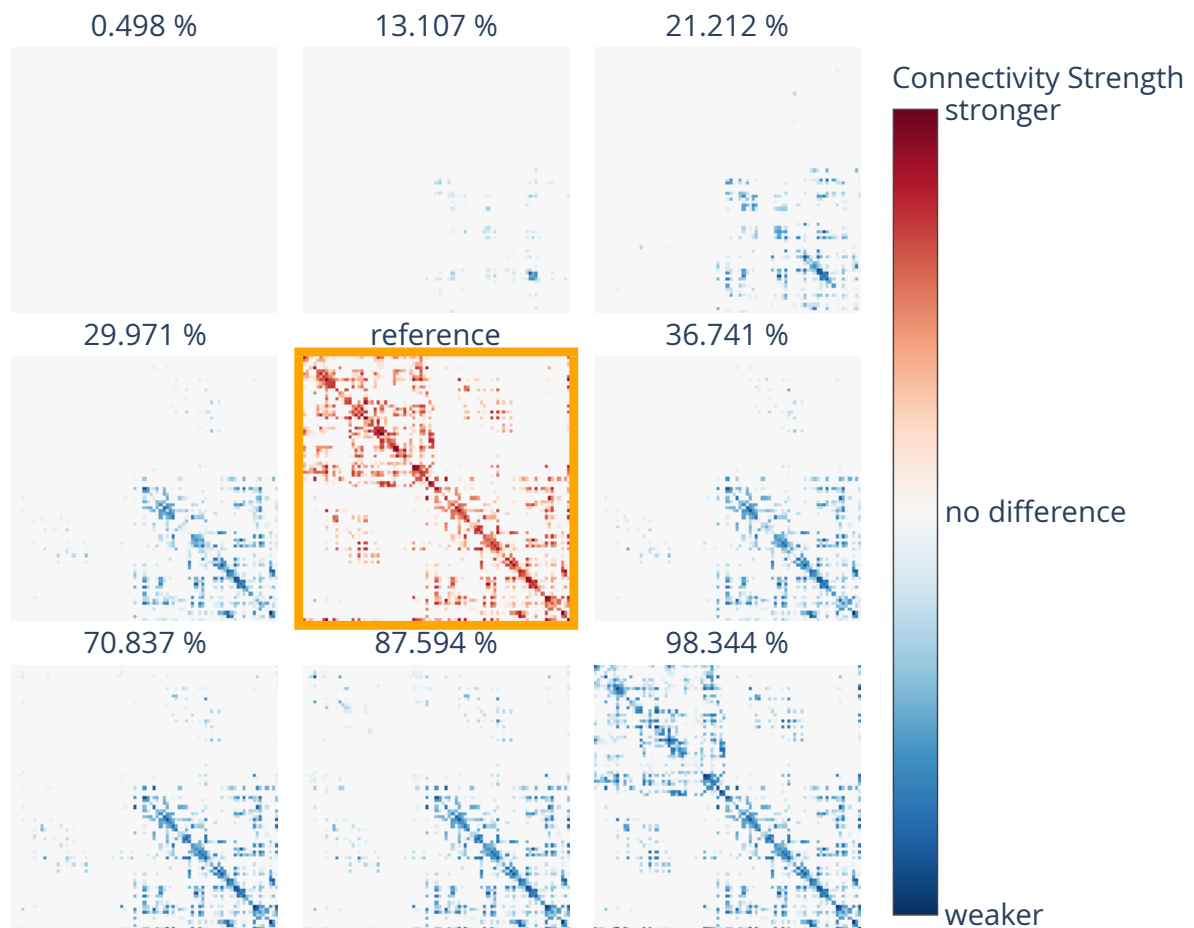 0.498 %
13.107 %
21.212 %
Connectivity Strength
stronger
29.971 %
reference
36.741 %
no difference
70.837 %
87.594 %
98.344 %
weaker